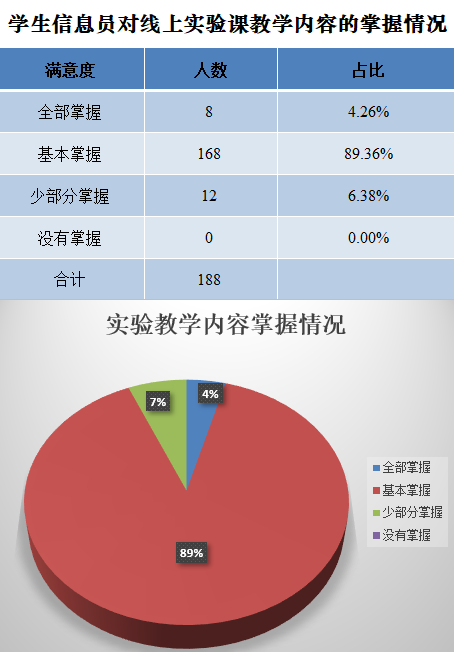 学生信息员对线上实验课教学内容的掌握情况
满意度 人数 占比
全部掌握 8 4.26%
基本掌握 168 89.36%
少部分掌握 12 6.38%
没有掌握 0 0.00%
合计 188
实验教学内容掌握情况
7% 4%
89%
全部掌握
基本掌握
少部分掌握
没有掌握